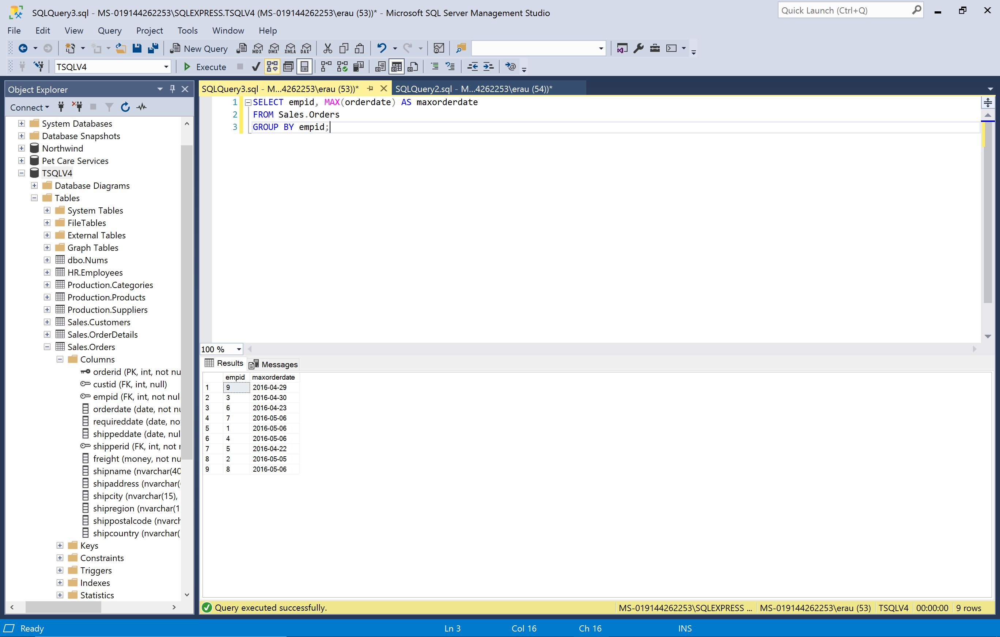 SQLQuery3.sql - MS-019144262253\SQLEXPRESS.TSQLV4 (MS-019144262253\erau (53))* - Microsoft SQL Server Management Studio
Quick Launch (Ctrl+Q)
File Edit View Query Project Tools Window Help
New Query MDX DMX XMLA DAX
TSQLV4 Execute
Object Explorer
Connect
System Databases
Database Snapshots
Northwind
Pet Care Services
TSQLV4
Database Diagrams
Tables
System Tables
FileTables
External Tables
Graph Tables
dbo.Nums
HR.Employees
Production.Categories
Production.Products
Production.Suppliers
Sales.Customers
Sales.OrderDetails
Sales.Orders
Columns
orderid (PK, int, not nu
custid (FK, int, null)
empid (FK, int, not nul
orderdate (date, not nu
requireddate (date, no
shippeddate (date, nul
shipperid (FK, int, not r
freight (money, not nu
shipname (nvarchar(40
shipaddress (nvarchar(
shipcity (nvarchar(15),
shipregion (nvarchar(1
shippostalcode (nvarch
shipcountry (nvarchar(
Keys
Constraints
Triggers
Indexes
Statistics
SQLQuery3.sql - M...4262253\erau (53))* SQLQuery2.sql - M...4262253\erau (54))*
1 SELECT empid, MAX(orderdate) AS maxorderdate
2 FROM Sales.Orders
3 GROUP BY empid;
100 %
Results Messages
empid maxorderdate
1 9 2016-04-29
2 3 2016-04-30
3 6 2016-04-23
4 7 2016-05-06
5 1 2016-05-06
6 4 2016-05-06
7 5 2016-04-22
8 2 2016-05-05
9 8 2016-05-06
Query executed successfully. MS-019144262253\SQLEXPRESS ... MS-019144262253\erau (53) TSQLV4 00:00:00 9 rows
Ready Ln 3 Col 16 Ch 16 INS